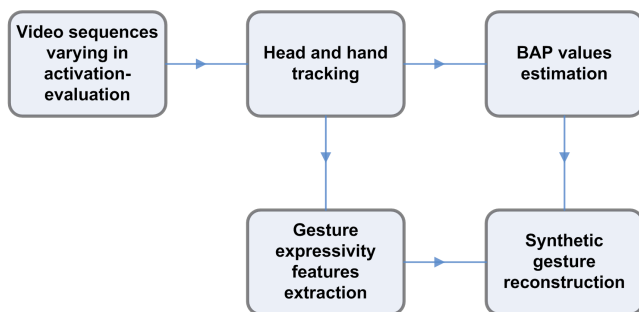 Video sequences
varying in
activation-
evaluation
Head and hand
tracking
BAP values
estimation
Gesture
expressivity
features
extraction
Synthetic
gesture
reconstruction